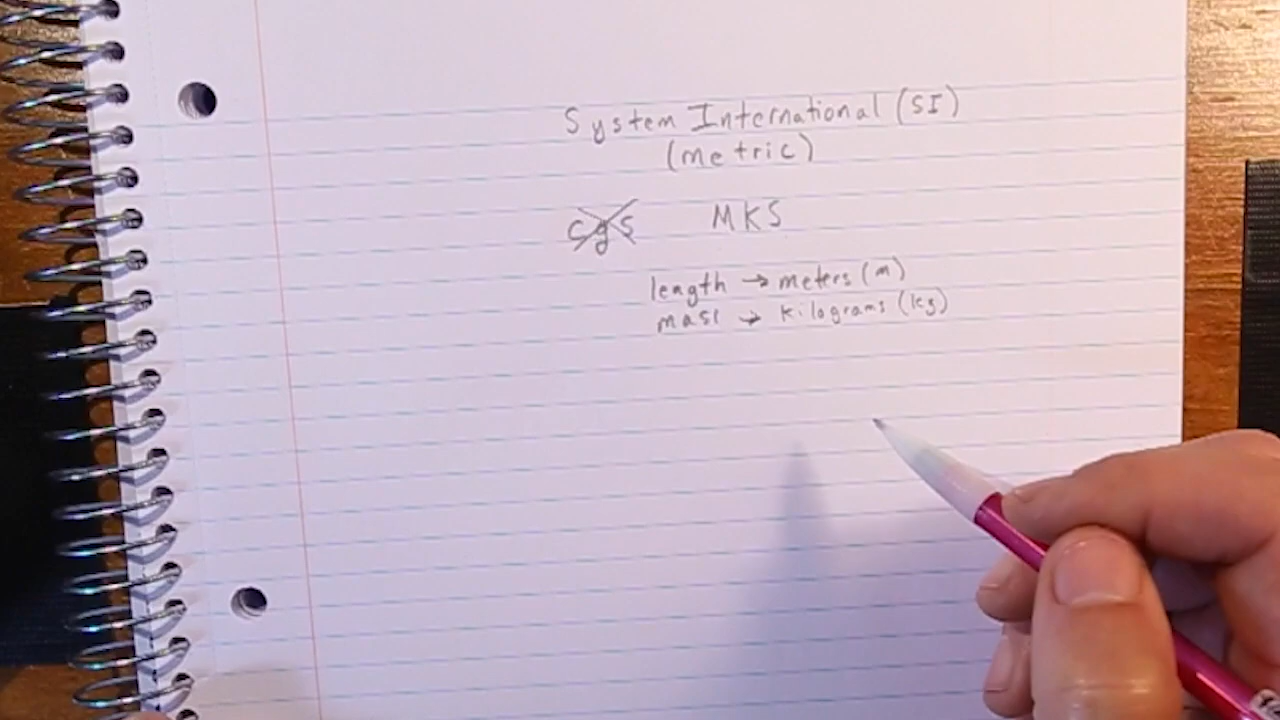 System International (SI)
(metric)
cgs MKS
length → meters (m)
mass → kilograms (kg)